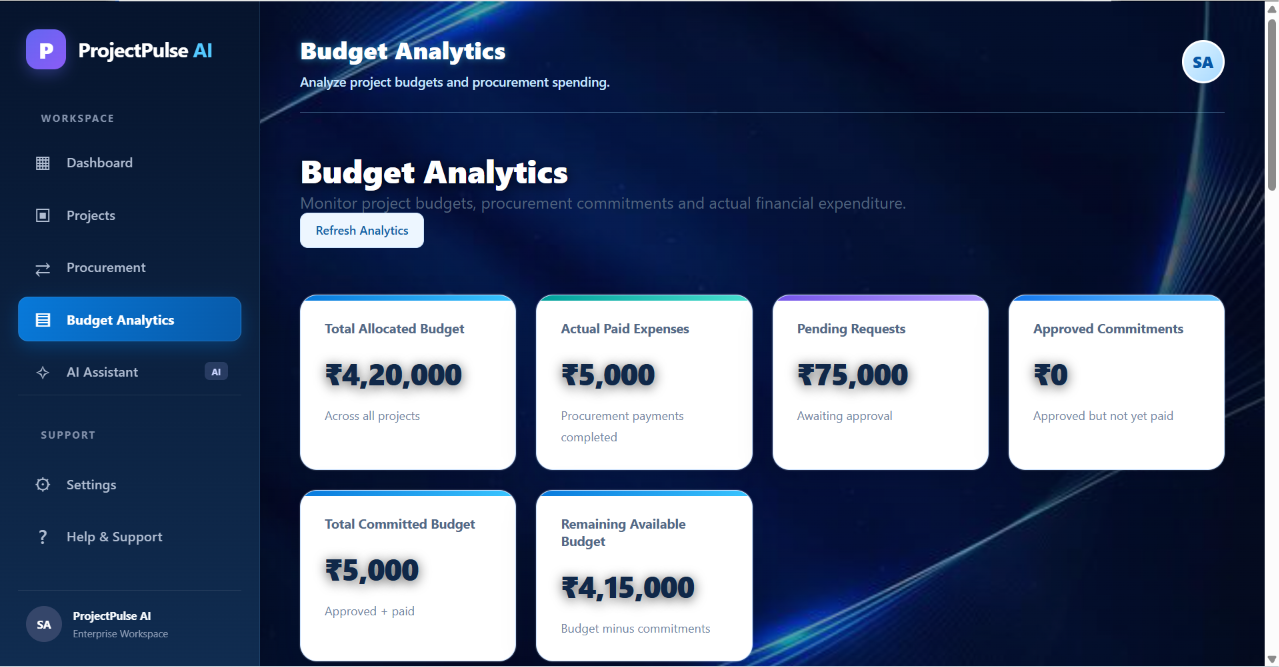 P ProjectPulse AI
WORKSPACE
Dashboard
Projects
Procurement
Budget Analytics
AI Assistant AI
SUPPORT
Settings
? Help & Support
SA ProjectPulse AI
Enterprise Workspace
Budget Analytics
Analyze project budgets and procurement spending.
SA
Budget Analytics
Monitor project budgets, procurement commitments and actual financial expenditure.
Refresh Analytics
Total Allocated Budget
₹4,20,000
Across all projects
Actual Paid Expenses
₹5,000
Procurement payments
completed
Pending Requests
₹75,000
Awaiting approval
Approved Commitments
₹0
Approved but not yet paid
Total Committed Budget
₹5,000
Approved + paid
Remaining Available
Budget
₹4,15,000
Budget minus commitments